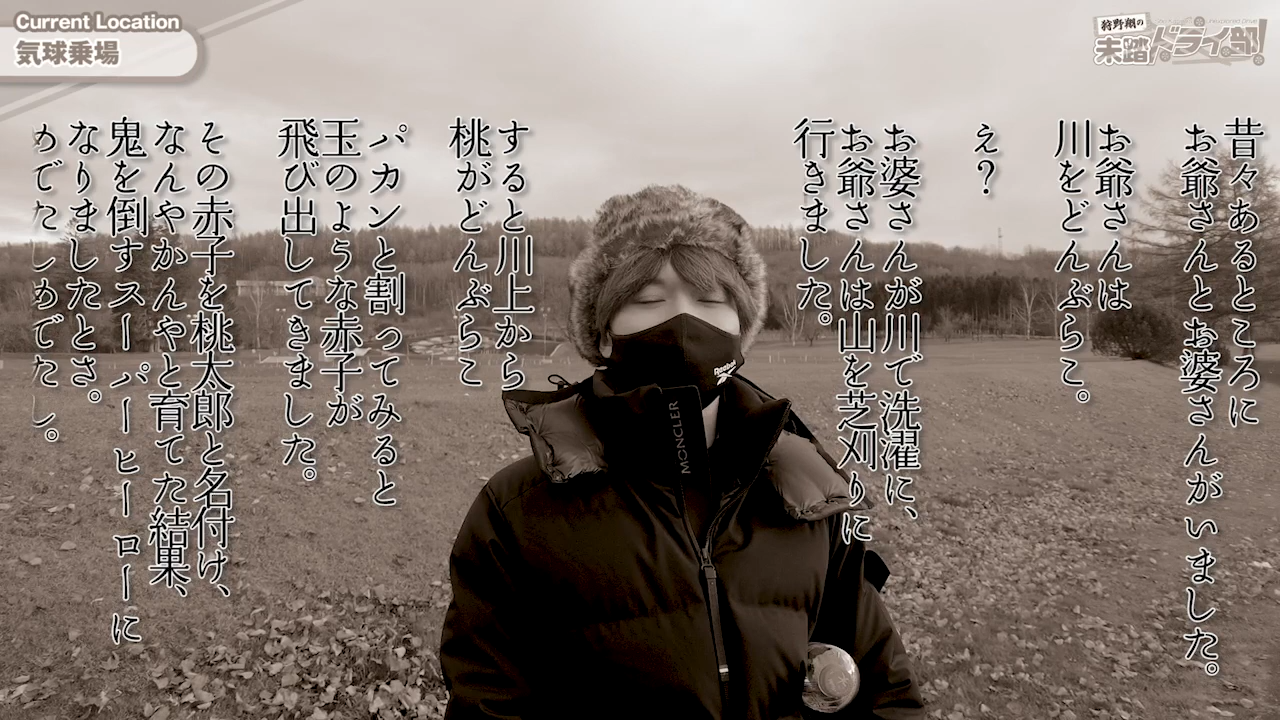 Current Location
気球乗場
狩野翔の
未踏ドライ部!
昔々あるところに
お爺さんとお婆さんがいました。
お爺さんは
川をどんぶらこ。
え?
お婆さんが川で洗濯に、
お爺さんは山を芝刈りに
行きました。
すると川上から
桃がどんぶらこ
パカンと割ってみると
玉のような赤子が
飛び出してきました。
その赤子を桃太郎と名付け、
なんやかんやと育てた結果、
鬼を倒すスーパーヒーローに
なりましたとさ。
めでたしめでたし。
MONCLER
Reebok